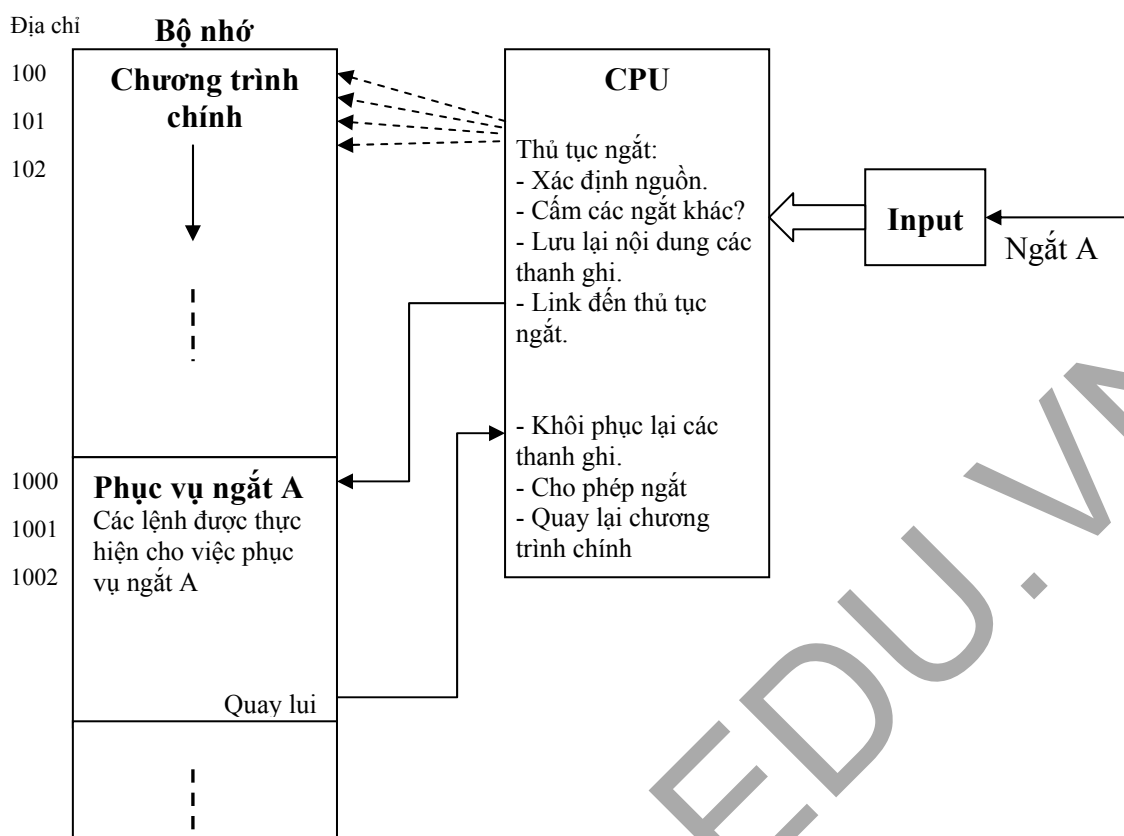 Địa chỉ
Bộ nhớ
100
101
102
Chương trình
chính
CPU
Thủ tục ngắt:
- Xác định nguồn.
- Cấm các ngắt khác?
- Lưu lại nội dung các
thanh ghi.
- Link đến thủ tục
ngắt.
- Khôi phục lại các
thanh ghi.
- Cho phép ngắt
- Quay lại chương
trình chính
Input
Ngắt A
1000
1001
1002
Phục vụ ngắt A
Các lệnh được thực
hiện cho việc phục
vụ ngắt A
Quay lui
EDU.VN